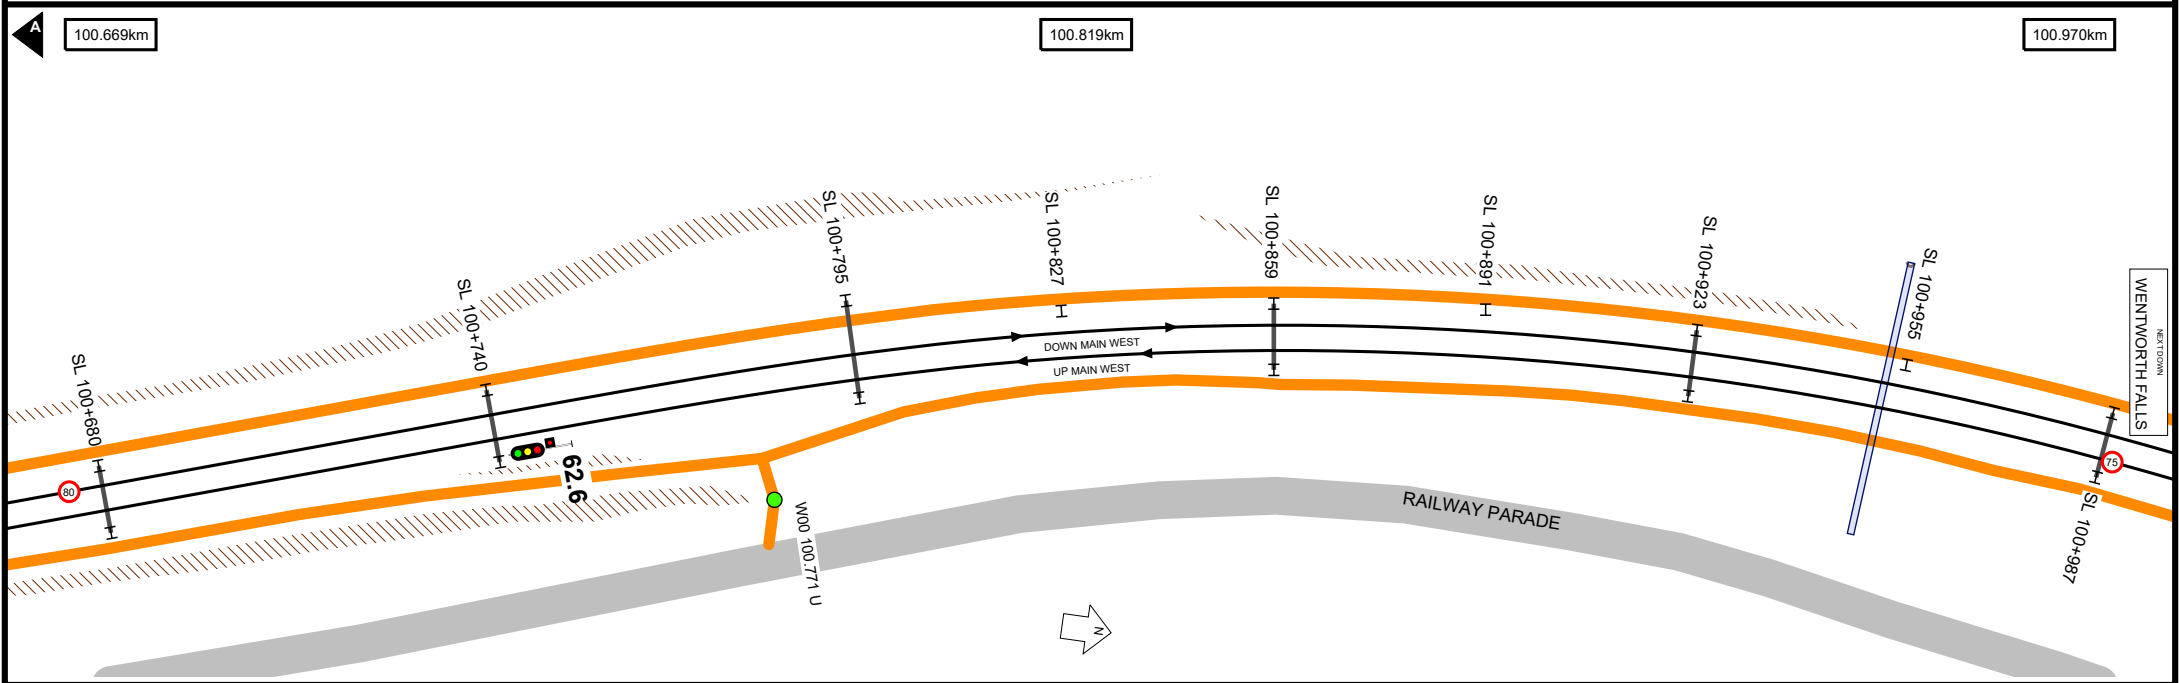 A
100.669km
100.819km
100.970km
SL 100+680
SL 100+740
SL 100+795
SL 100+827
SL 100+859
SL 100+891
SL 100+923
SL 100+955
NEXT DOWN
WENTWORTH FALLS
DOWN MAIN WEST
UP MAIN WEST
80
62.6
75
SL 100+987
W00 100.771 U
RAILWAY PARADE
N